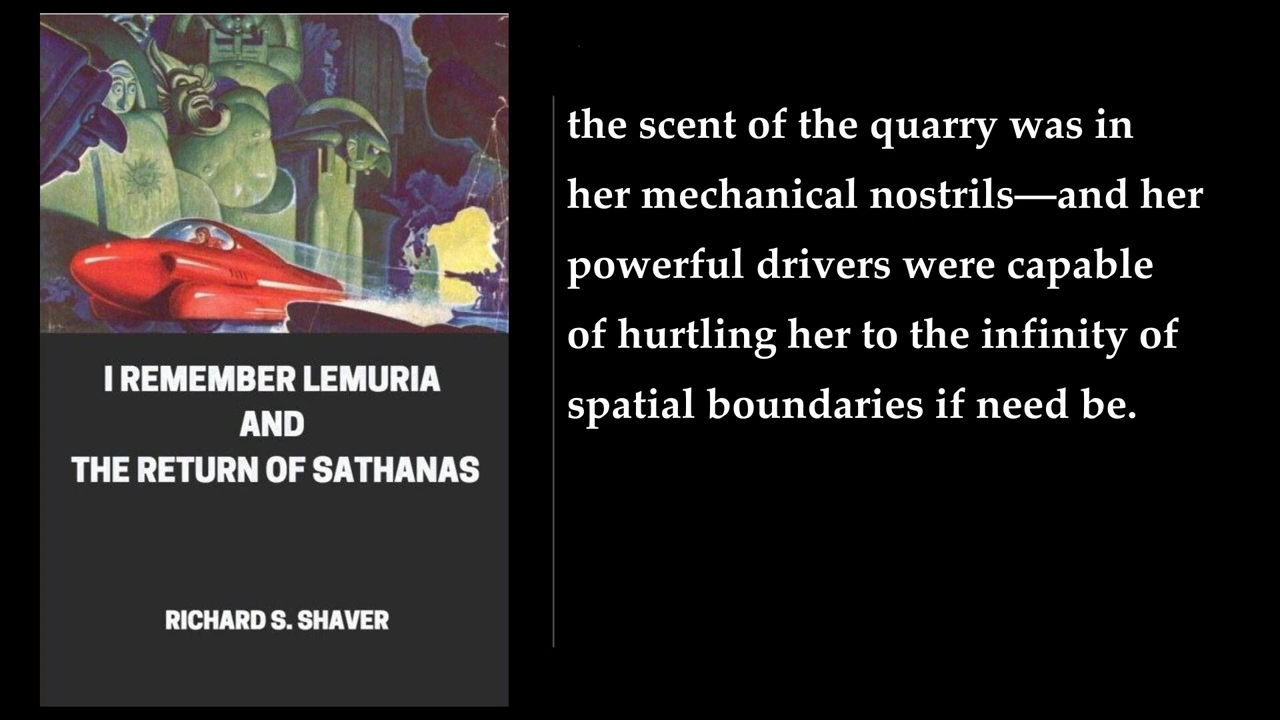 I REMEMBER LEMURIA
AND
THE RETURN OF SATHANAS
RICHARD S. SHAVER
the scent of the quarry was in
her mechanical nostrils—and her
powerful drivers were capable
of hurtling her to the infinity of
spatial boundaries if need be.